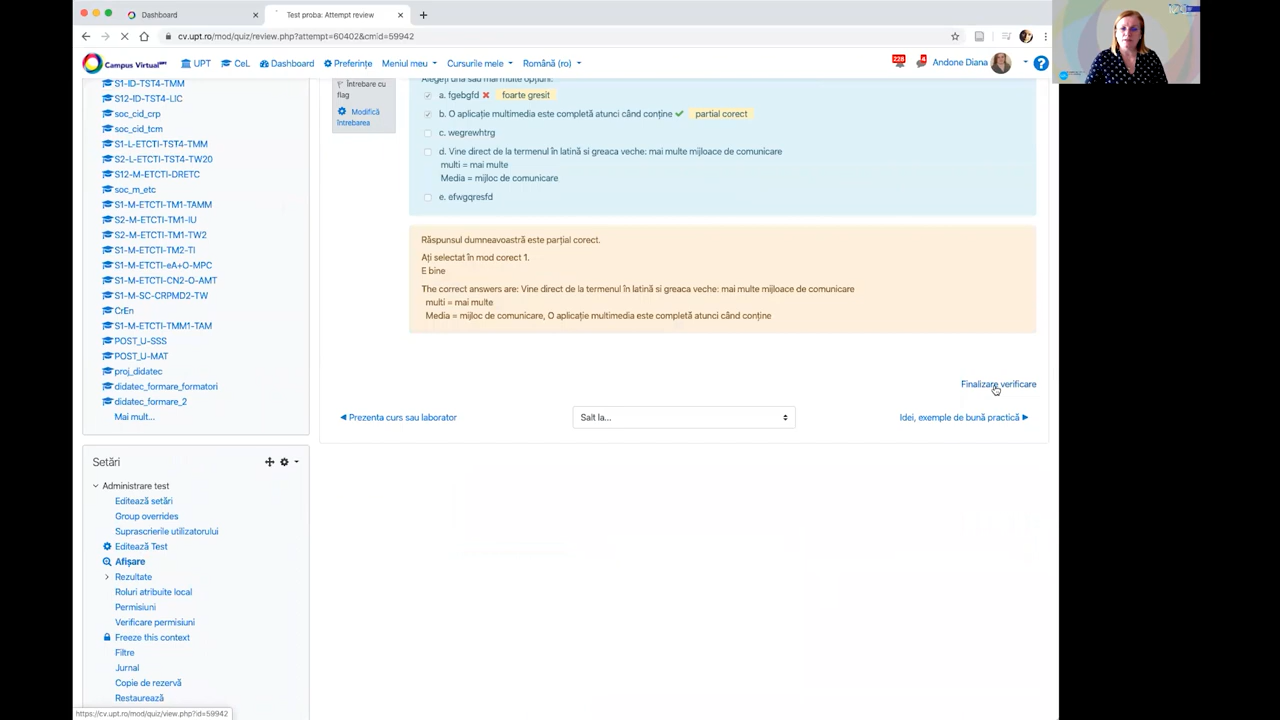 Dashboard
Test proba: Attempt review
cv.upt.ro/mod/quiz/review.php?attempt=60402&cmid=59942
Campus Virtual UPT
UPT
CeL
Dashboard
Preferințe
Meniul meu
Cursurile mele
Română (ro)
228
Andone Diana
S1-ID-TST4-TMM
S12-ID-TST4-LIC
soc_cid_crp
soc_cid_tcm
S1-L-ETCTI-TST4-TMM
S2-L-ETCTI-TST4-TW20
S12-M-ETCTI-DRETC
soc_m_etc
S1-M-ETCTI-TM1-TAMM
S2-M-ETCTI-TM1-IU
S2-M-ETCTI-TM1-TW2
S1-M-ETCTI-TM2-TI
S1-M-ETCTI-eA+O-MPC
S1-M-ETCTI-CN2-O-AMT
S1-M-SC-CRPMD2-TW
CrEn
S1-M-ETCTI-TMM1-TAM
POST_U-SSS
POST_U-MAT
proj_didatec
didatec_formare_formatori
didatec_formare_2
Mai mult...
Setări
Administrare test
Editează setări
Group overrides
Suprascrierile utilizatorului
Editează Test
Afişare
Rezultate
Roluri atribuite local
Permisiuni
Verificare permisiuni
Freeze this context
Filtre
Jurnal
Copie de rezervă
Restaurează
https://cv.upt.ro/mod/quiz/view.php?id=59942
Întrebare cu
flag
Modifică
întrebarea
Alegeți una sau mai multe opțiuni:
a. fgebgfd foarte gresit
b. O aplicație multimedia este completă atunci când conține partial corect
c. wegrewhtrg
d. Vine direct de la termenul în latină si greaca veche: mai multe mijloace de comunicare
multi = mai multe
Media = mijloc de comunicare
e. efwgqresfd
Răspunsul dumneavoastră este parțial corect.
Ați selectat în mod corect 1.
E bine
The correct answers are: Vine direct de la termenul în latină si greaca veche: mai multe mijloace de comunicare
multi = mai multe
Media = mijloc de comunicare, O aplicație multimedia este completă atunci când conține
Finalizare verificare
Prezenta curs sau laborator
Salt la...
Idei, exemple de bună practică